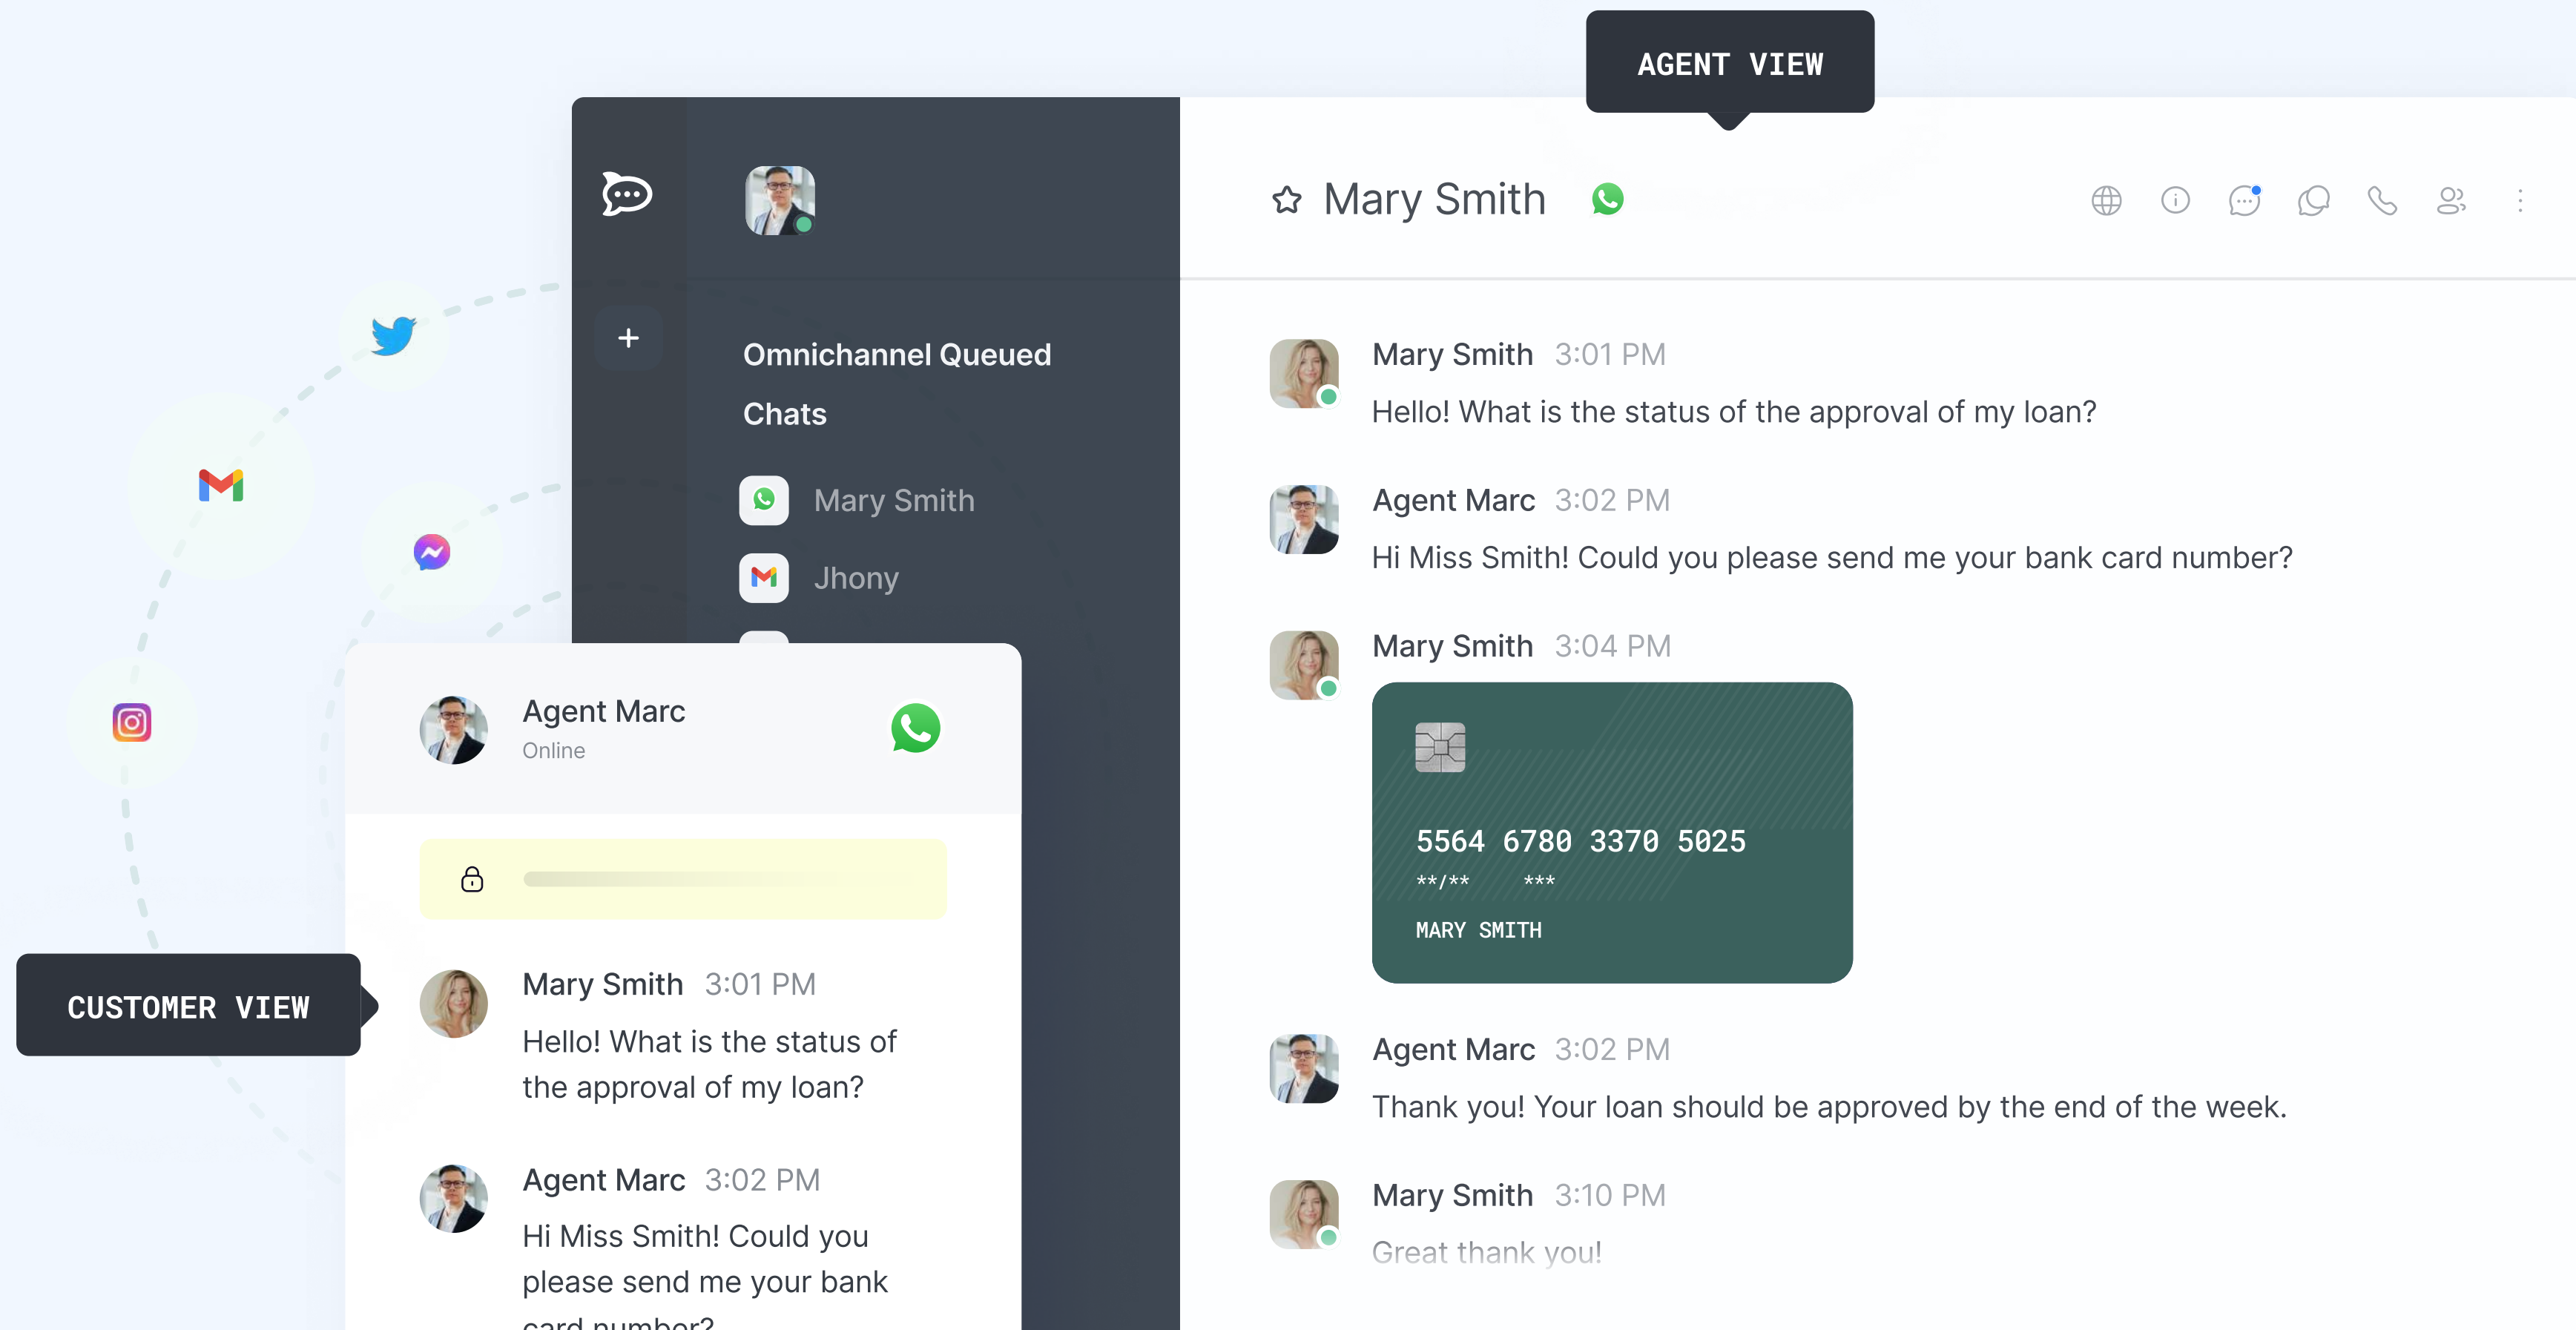 AGENT VIEW
Mary Smith
Omnichannel Queued
Chats
Mary Smith
Jhony
Mary Smith 3:01 PM
Hello! What is the status of the approval of my loan?
Agent Marc 3:02 PM
Hi Miss Smith! Could you please send me your bank card number?
Mary Smith 3:04 PM
5564 6780 3370 5025
**/** ***
MARY SMITH
Agent Marc 3:02 PM
Thank you! Your loan should be approved by the end of the week.
Mary Smith 3:10 PM
Great thank you!
CUSTOMER VIEW
Agent Marc
Online
Mary Smith 3:01 PM
Hello! What is the status of
the approval of my loan?
Agent Marc 3:02 PM
Hi Miss Smith! Could you
please send me your bank
card number?